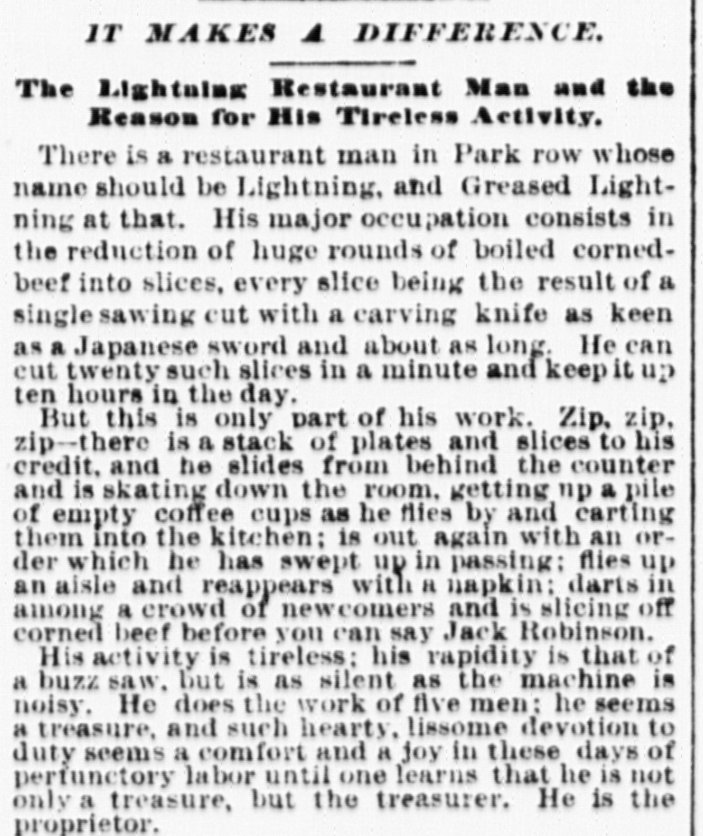 IT MAKES A DIFFERENCE.
The Lightning Restaurant Man and the
Reason for His Tireless Activity.
There is a restaurant man in Park row whose
name should be Lightning, and Greased Light-
ning at that. His major occupation consists in
the reduction of huge rounds of boiled corned-
beef into slices, every slice being the result of a
single sawing cut with a carving knife as keen
as a Japanese sword and about as long. He can
cut twenty such slices in a minute and keep it up
ten hours in the day.
But this is only part of his work. Zip, zip,
zip—there is a stack of plates and slices to his
credit, and he slides from behind the counter
and is skating down the room, getting up a pile
of empty coffee cups as he flies by and carting
them into the kitchen; is out again with an or-
der which he has swept up in passing; flies up
an aisle and reappears with a napkin; darts in
among a crowd of newcomers and is slicing off
corned beef before you can say Jack Robinson.
His activity is tireless; his rapidity is that of
a buzz saw, but is as silent as the machine is
noisy. He does the work of five men; he seems
a treasure, and such hearty, lissome devotion to
duty seems a comfort and a joy in these days of
perfunctory labor until one learns that he is not
only a treasure, but the treasurer. He is the
proprietor.